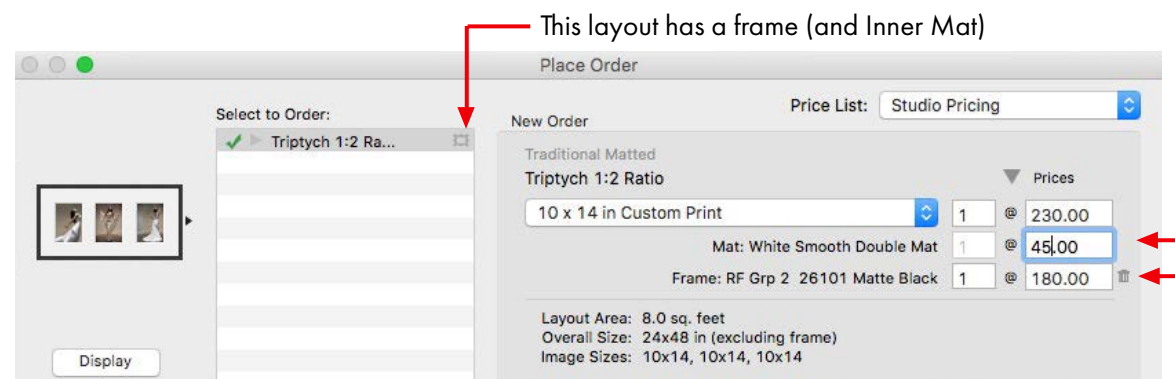 This layout has a frame (and Inner Mat)
Place Order
Price List: Studio Pricing
Select to Order:
New Order
Triptych 1:2 Ra...
Traditional Matted
Triptych 1:2 Ratio
Prices
10 x 14 in Custom Print 1 @ 230.00
Mat: White Smooth Double Mat 1 @ 45.00
Frame: RF Grp 2 26101 Matte Black 1 @ 180.00
Layout Area: 8.0 sq. feet
Overall Size: 24x48 in (excluding frame)
Image Sizes: 10x14, 10x14, 10x14
Display